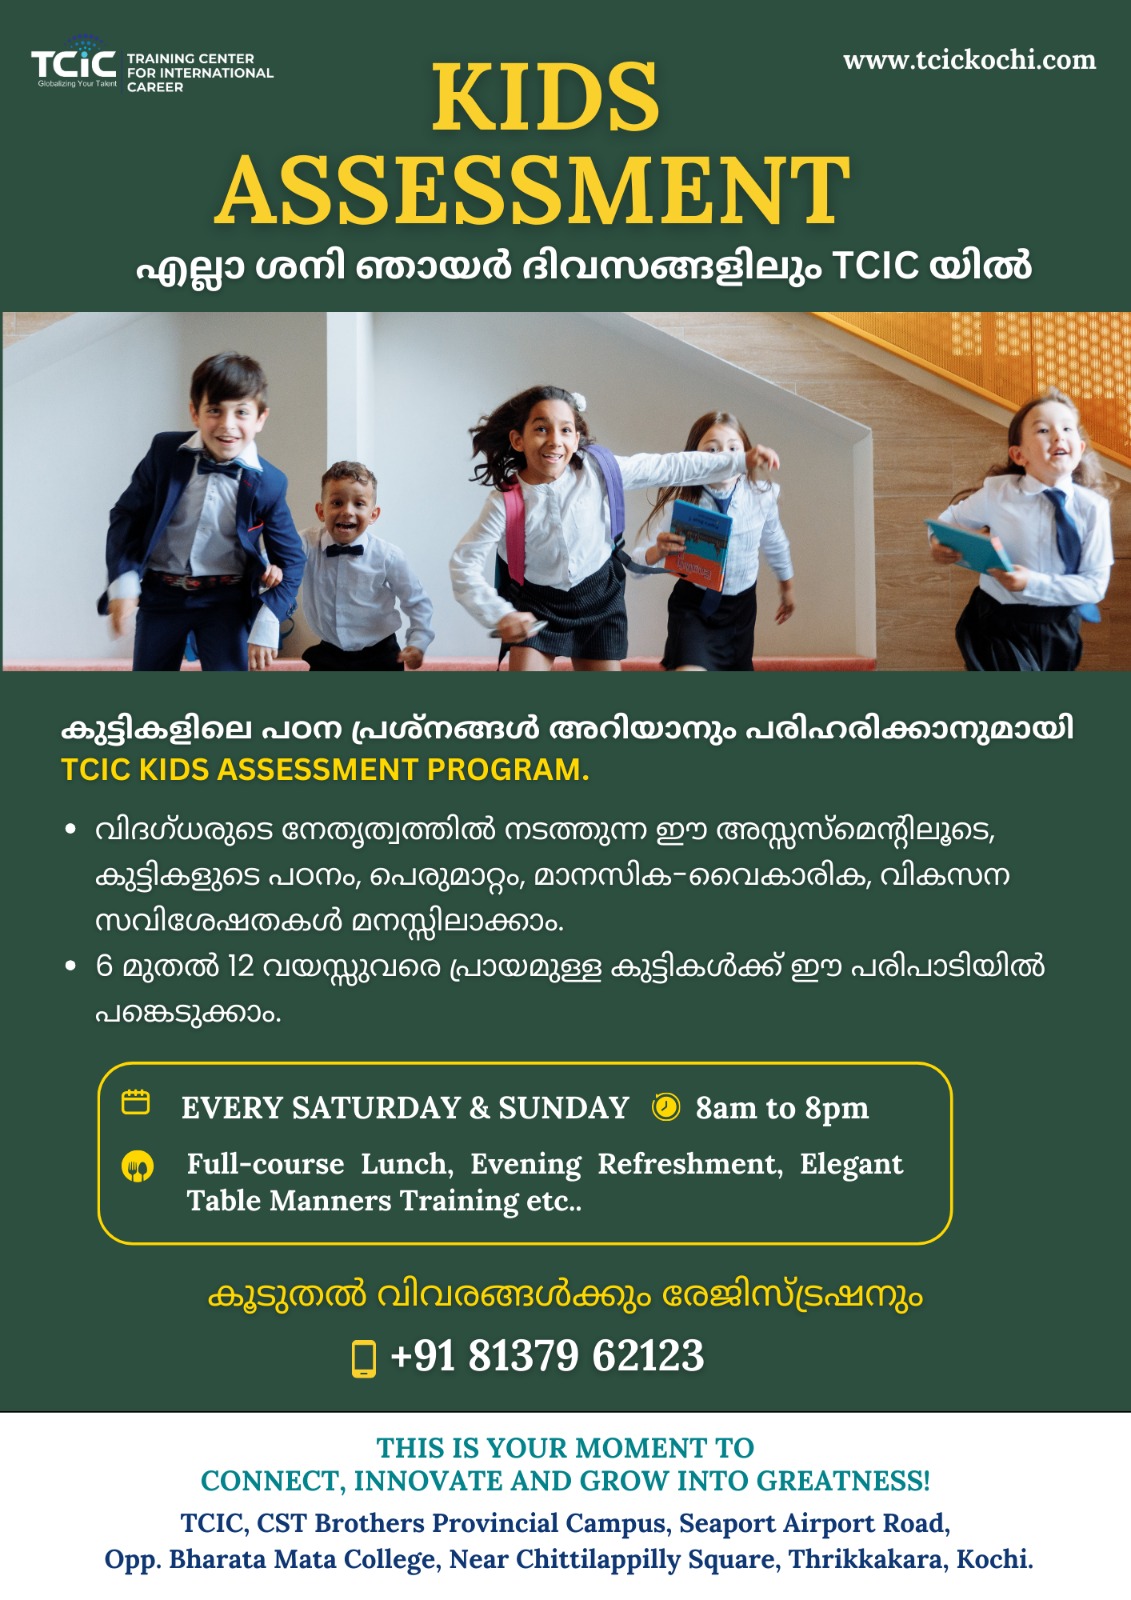 TCiC
Globalizing Your Talent
TRAINING CENTER
FOR INTERNATIONAL
CAREER
www.tcickochi.com
KIDS
ASSESSMENT
എല്ലാ ശനി ഞായർ ദിവസങ്ങളിലും TCIC യിൽ
കുട്ടികളിലെ പഠന പ്രശ്നങ്ങൾ അറിയാനും പരിഹരിക്കാനുമായി
TCIC KIDS ASSESSMENT PROGRAM.
• വിദഗ്ധരുടെ നേതൃത്വത്തിൽ നടത്തുന്ന ഈ അസ്സസ്മെന്റിലൂടെ,
കുട്ടികളുടെ പഠനം, പെരുമാറ്റം, മാനസിക-വൈകാരിക, വികസന
സവിശേഷതകൾ മനസ്സിലാക്കാം.
• 6 മുതൽ 12 വയസ്സുവരെ പ്രായമുള്ള കുട്ടികൾക്ക് ഈ പരിപാടിയിൽ
പങ്കെടുക്കാം.
EVERY SATURDAY & SUNDAY 8am to 8pm
Full-course Lunch, Evening Refreshment, Elegant
Table Manners Training etc..
കൂടുതൽ വിവരങ്ങൾക്കും രേജിസ്ട്രഷനും
+91 81379 62123
THIS IS YOUR MOMENT TO
CONNECT, INNOVATE AND GROW INTO GREATNESS!
TCIC, CST Brothers Provincial Campus, Seaport Airport Road,
Opp. Bharata Mata College, Near Chittilappilly Square, Thrikkakara, Kochi.